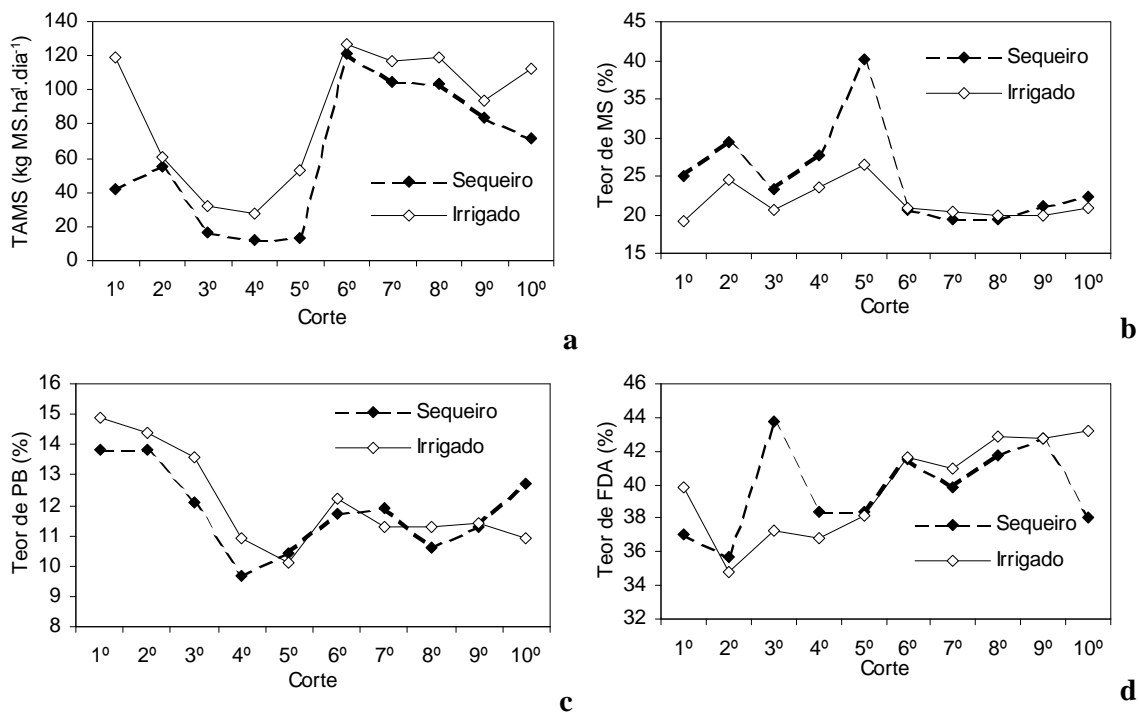 TAMS (kg MS.ha¹.dia⁻¹)
140
120
100
80
60
40
20
0
Sequeiro
Irrigado
1º 2º 3º 4º 5º 6º 7º 8º 9º 10º
Corte
a
Teor de MS (%)
45
40
35
30
25
20
15
Sequeiro
Irrigado
1º 2º 3º 4º 5º 6º 7º 8º 9º 10º
Corte
b
Teor de PB (%)
16
15
14
13
12
11
10
9
8
Sequeiro
Irrigado
1º 2º 3º 4º 5º 6º 7º 8º 9º 10º
Corte
c
Teor de FDA (%)
46
44
42
40
38
36
34
32
Sequeiro
Irrigado
1º 2º 3º 4º 5º 6º 7º 8º 9º 10º
Corte
d